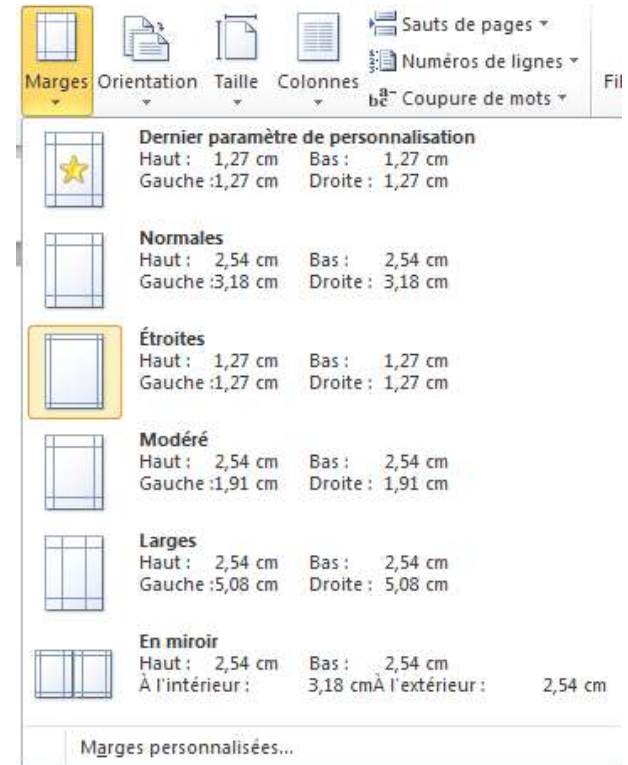 Marges Orientation Taille Colonnes
Sauts de pages
Numéros de lignes
Coupure de mots
Dernier paramètre de personnalisation
Haut : 1,27 cm Bas : 1,27 cm
Gauche :1,27 cm Droite : 1,27 cm
Normales
Haut : 2,54 cm Bas : 2,54 cm
Gauche :3,18 cm Droite : 3,18 cm
Étroites
Haut : 1,27 cm Bas : 1,27 cm
Gauche :1,27 cm Droite : 1,27 cm
Modéré
Haut : 2,54 cm Bas : 2,54 cm
Gauche :1,91 cm Droite : 1,91 cm
Larges
Haut : 2,54 cm Bas : 2,54 cm
Gauche :5,08 cm Droite : 5,08 cm
En miroir
Haut : 2,54 cm Bas : 2,54 cm
À l'intérieur : 3,18 cmÀ l'extérieur : 2,54 cm
Marges personnalisées...